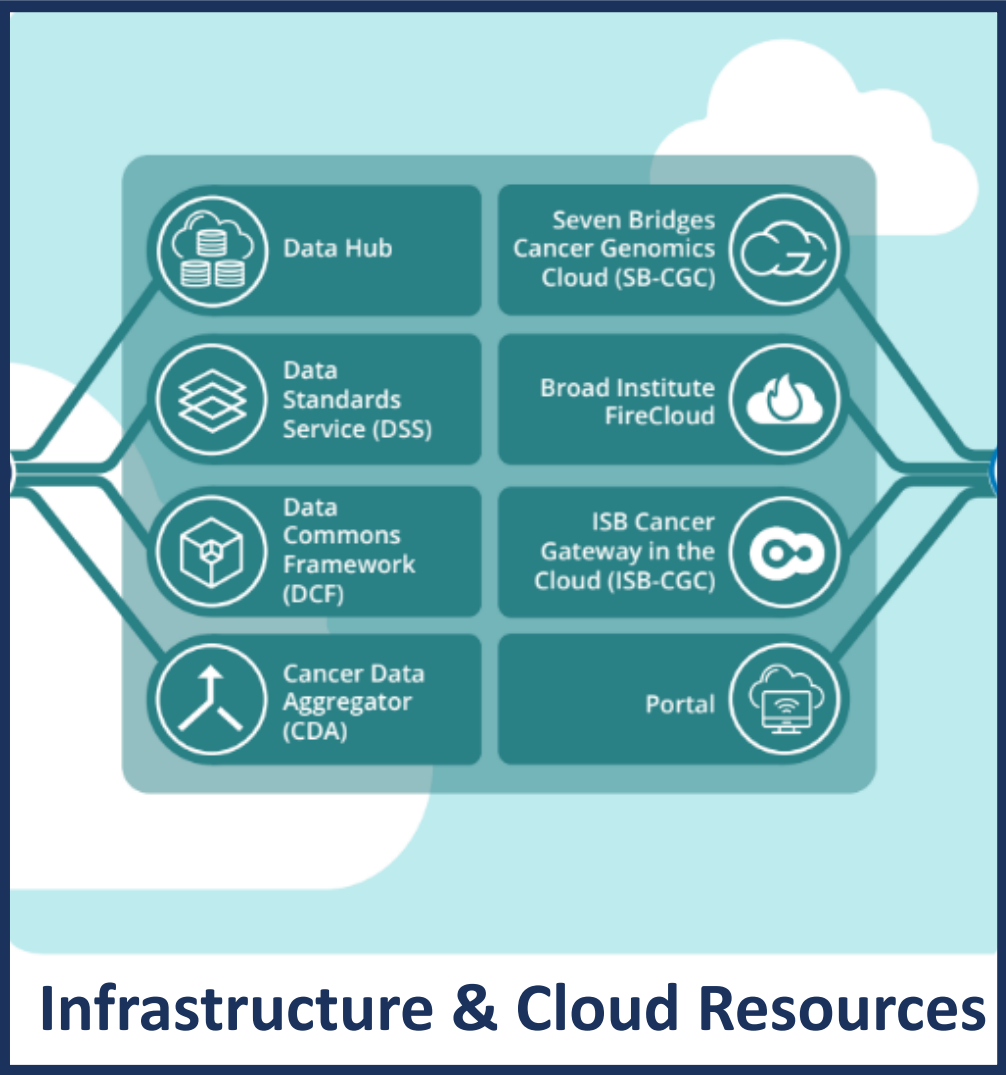 Data Hub
Data
Standards
Service (DSS)
Data
Commons
Framework
(DCF)
Cancer Data
Aggregator
(CDA)
Seven Bridges
Cancer Genomics
Cloud (SB-CGC)
Broad Institute
FireCloud
ISB Cancer
Gateway in the
Cloud (ISB-CGC)
Portal
Infrastructure & Cloud Resources